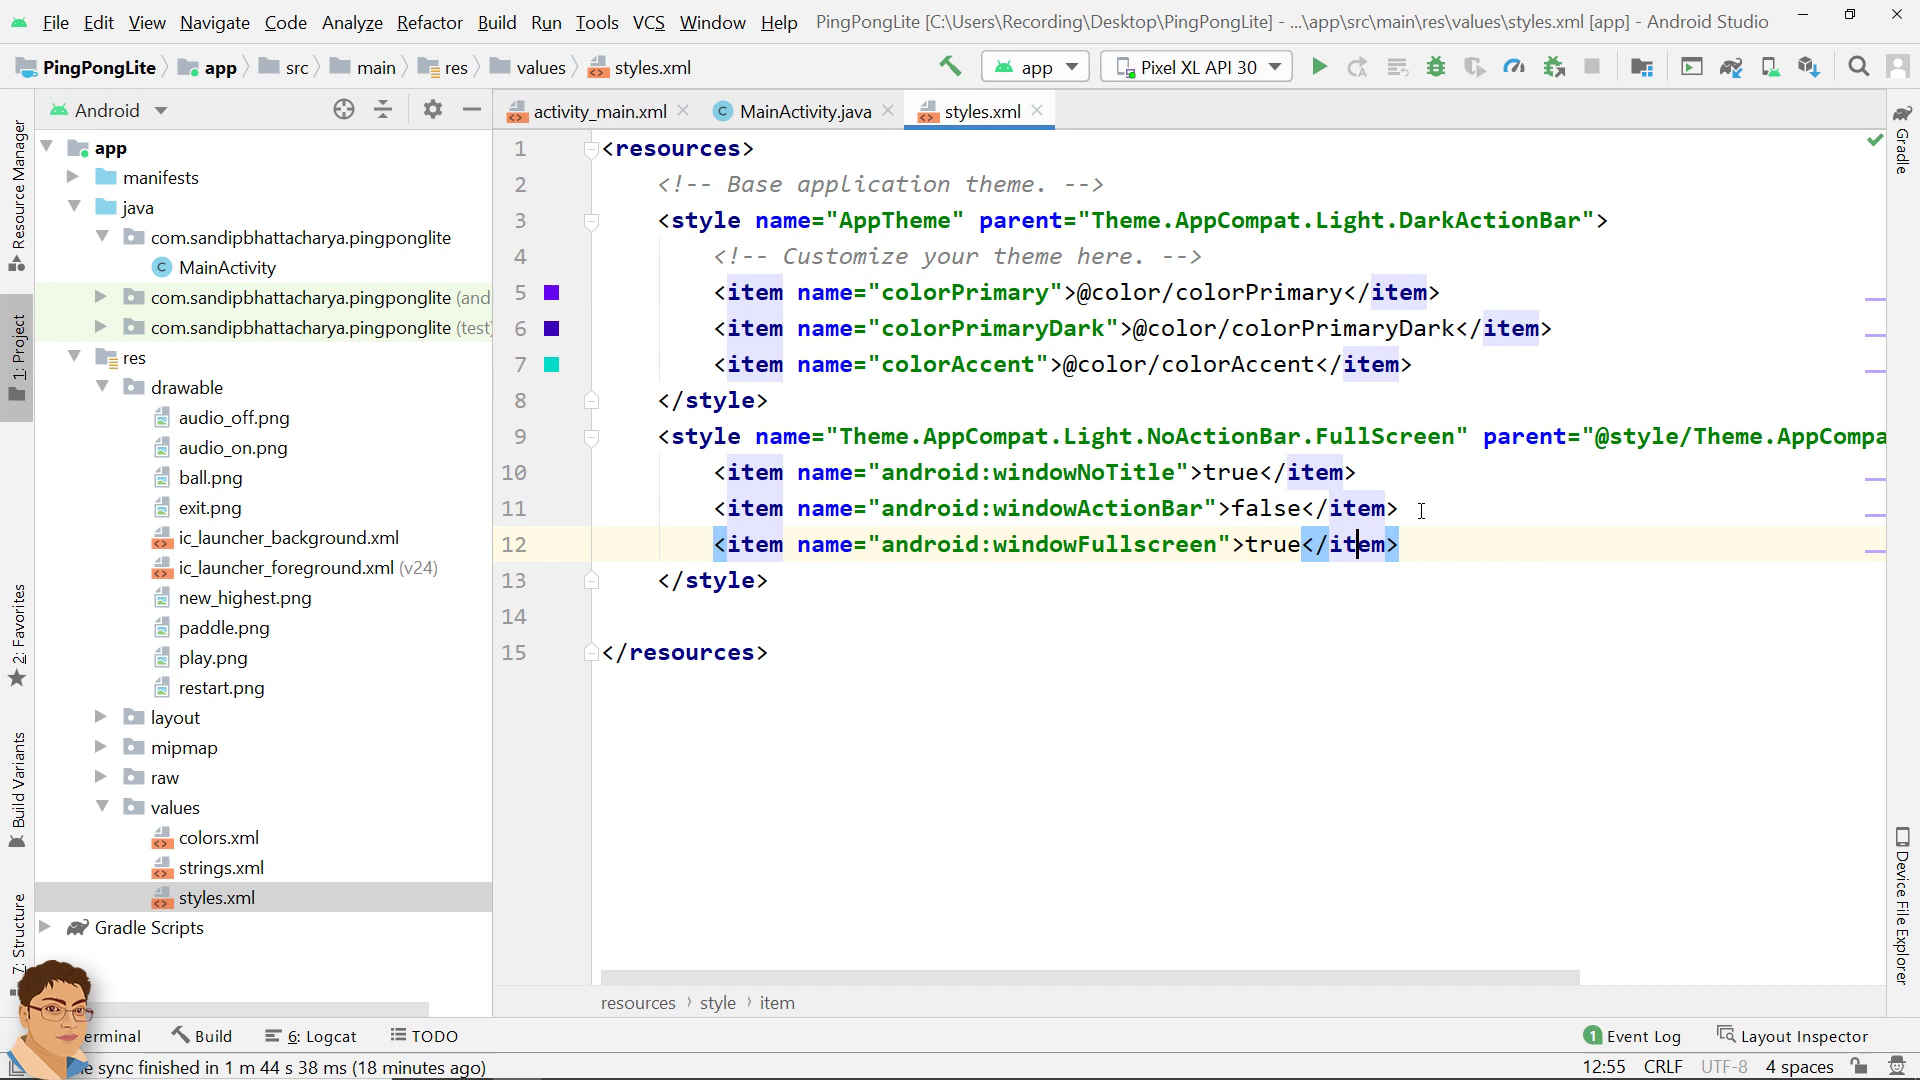 File Edit View Navigate Code Analyze Refactor Build Run Tools VCS Window Help PingPongLite [C:\Users\Recording\Desktop\PingPongLite] - ...\app\src\main\res\values\styles.xml [app] - Android Studio
PingPongLite app src main res values styles.xml app Pixel XL API 30
Android
activity_main.xml MainActivity.java styles.xml
Resource Manager
1: Project
2: Favorites
Build Variants
7: Structure
app
manifests
java
com.sandipbhattacharya.pingponglite
MainActivity
com.sandipbhattacharya.pingponglite (and
com.sandipbhattacharya.pingponglite (test)
res
drawable
audio_off.png
audio_on.png
ball.png
exit.png
ic_launcher_background.xml
ic_launcher_foreground.xml (v24)
new_highest.png
paddle.png
play.png
restart.png
layout
mipmap
raw
values
colors.xml
strings.xml
styles.xml
Gradle Scripts
1 <resources>
2 <!-- Base application theme. -->
3 <style name="AppTheme" parent="Theme.AppCompat.Light.DarkActionBar">
4 <!-- Customize your theme here. -->
5 <item name="colorPrimary">@color/colorPrimary</item>
6 <item name="colorPrimaryDark">@color/colorPrimaryDark</item>
7 <item name="colorAccent">@color/colorAccent</item>
8 </style>
9 <style name="Theme.AppCompat.Light.NoActionBar.FullScreen" parent="@style/Theme.AppCompa
10 <item name="android:windowNoTitle">true</item>
11 <item name="android:windowActionBar">false</item>
12 <item name="android:windowFullscreen">true</item>
13 </style>
14
15 </resources>
Gradle
Device File Explorer
resources › style › item
erminal Build 6: Logcat TODO 1 Event Log Layout Inspector
e sync finished in 1 m 44 s 38 ms (18 minutes ago) 12:55 CRLF UTF-8 4 spaces